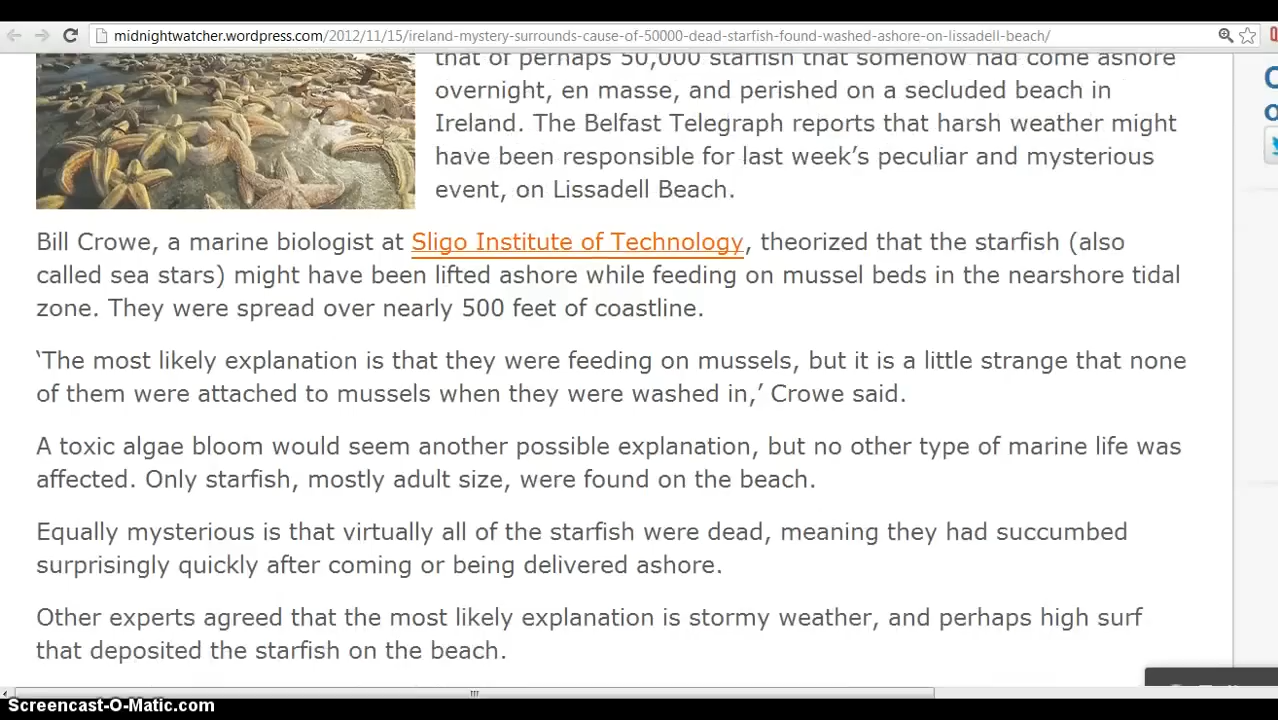 midnightwatcher.wordpress.com/2012/11/15/ireland-mystery-surrounds-cause-of-50000-dead-starfish-found-washed-ashore-on-lissadell-beach/
that of perhaps 50,000 starfish that somehow had come ashore
overnight, en masse, and perished on a secluded beach in
Ireland. The Belfast Telegraph reports that harsh weather might
have been responsible for last week’s peculiar and mysterious
event, on Lissadell Beach.
Bill Crowe, a marine biologist at Sligo Institute of Technology, theorized that the starfish (also
called sea stars) might have been lifted ashore while feeding on mussel beds in the nearshore tidal
zone. They were spread over nearly 500 feet of coastline.
‘The most likely explanation is that they were feeding on mussels, but it is a little strange that none
of them were attached to mussels when they were washed in,’ Crowe said.
A toxic algae bloom would seem another possible explanation, but no other type of marine life was
affected. Only starfish, mostly adult size, were found on the beach.
Equally mysterious is that virtually all of the starfish were dead, meaning they had succumbed
surprisingly quickly after coming or being delivered ashore.
Other experts agreed that the most likely explanation is stormy weather, and perhaps high surf
that deposited the starfish on the beach.
Screencast-O-Matic.com